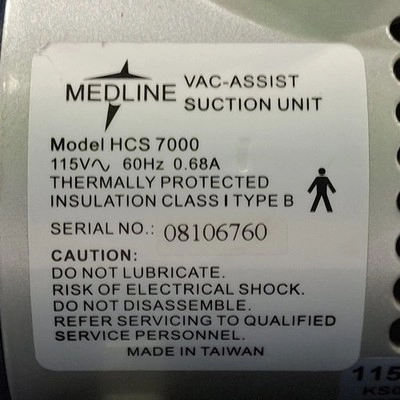 MEDLINE
VAC-ASSIST
SUCTION UNIT
Model HCS 7000
115V∿ 60Hz 0.68A
THERMALLY PROTECTED
INSULATION CLASS I TYPE B
SERIAL NO.: 08106760
CAUTION:
DO NOT LUBRICATE.
RISK OF ELECTRICAL SHOCK.
DO NOT DISASSEMBLE.
REFER SERVICING TO QUALIFIED
SERVICE PERSONNEL.
MADE IN TAIWAN
115